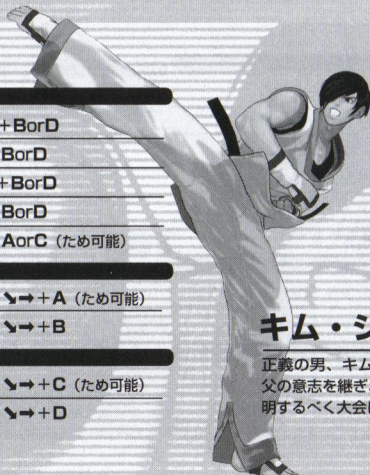 +BorD
BorD
+BorD
BorD
AorC（ため可能）
↘➡+A（ため可能）
↘➡+B
↘➡+C（ため可能）
↘➡+D
キム・
正義の男、キム
父の意志を継ぎ、
明するべく大会